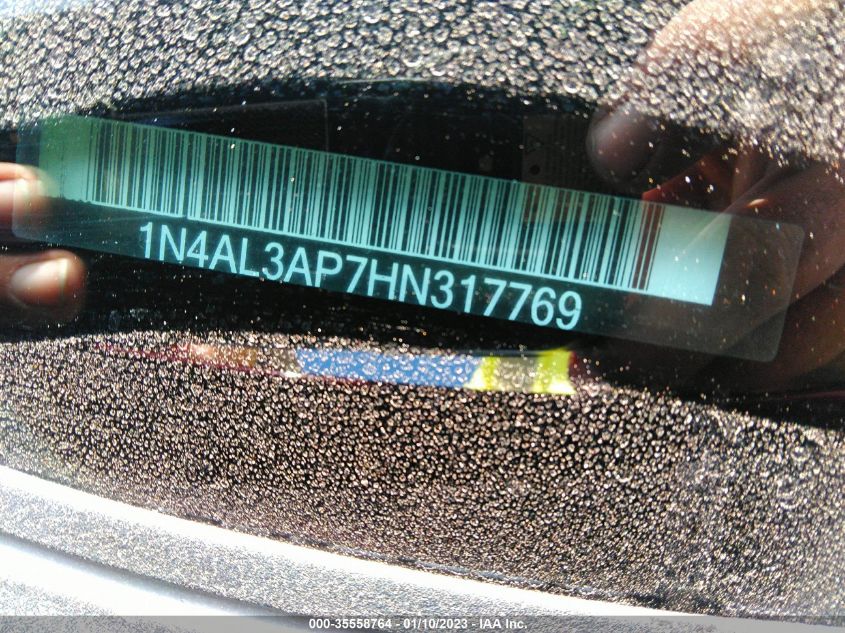 1N4AL3AP7HN317769
000-35558764 - 01/10/2023 - IAA Inc.